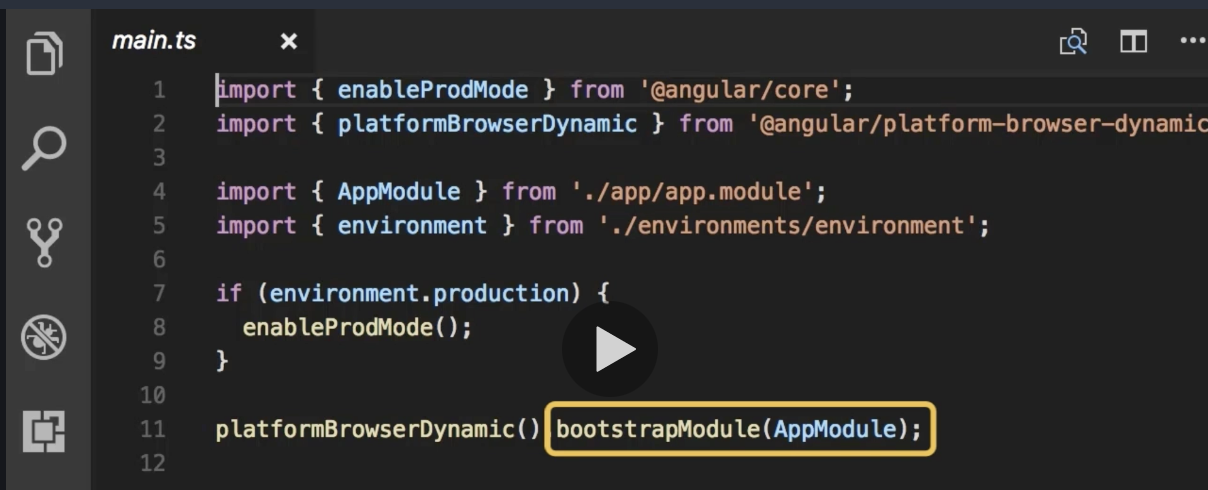 main.ts
1 import { enableProdMode } from '@angular/core';
2 import { platformBrowserDynamic } from '@angular/platform-browser-dynamic
3
4 import { AppModule } from './app/app.module';
5 import { environment } from './environments/environment';
6
7 if (environment.production) {
8 enableProdMode();
9 }
10
11 platformBrowserDynamic().bootstrapModule(AppModule);
12